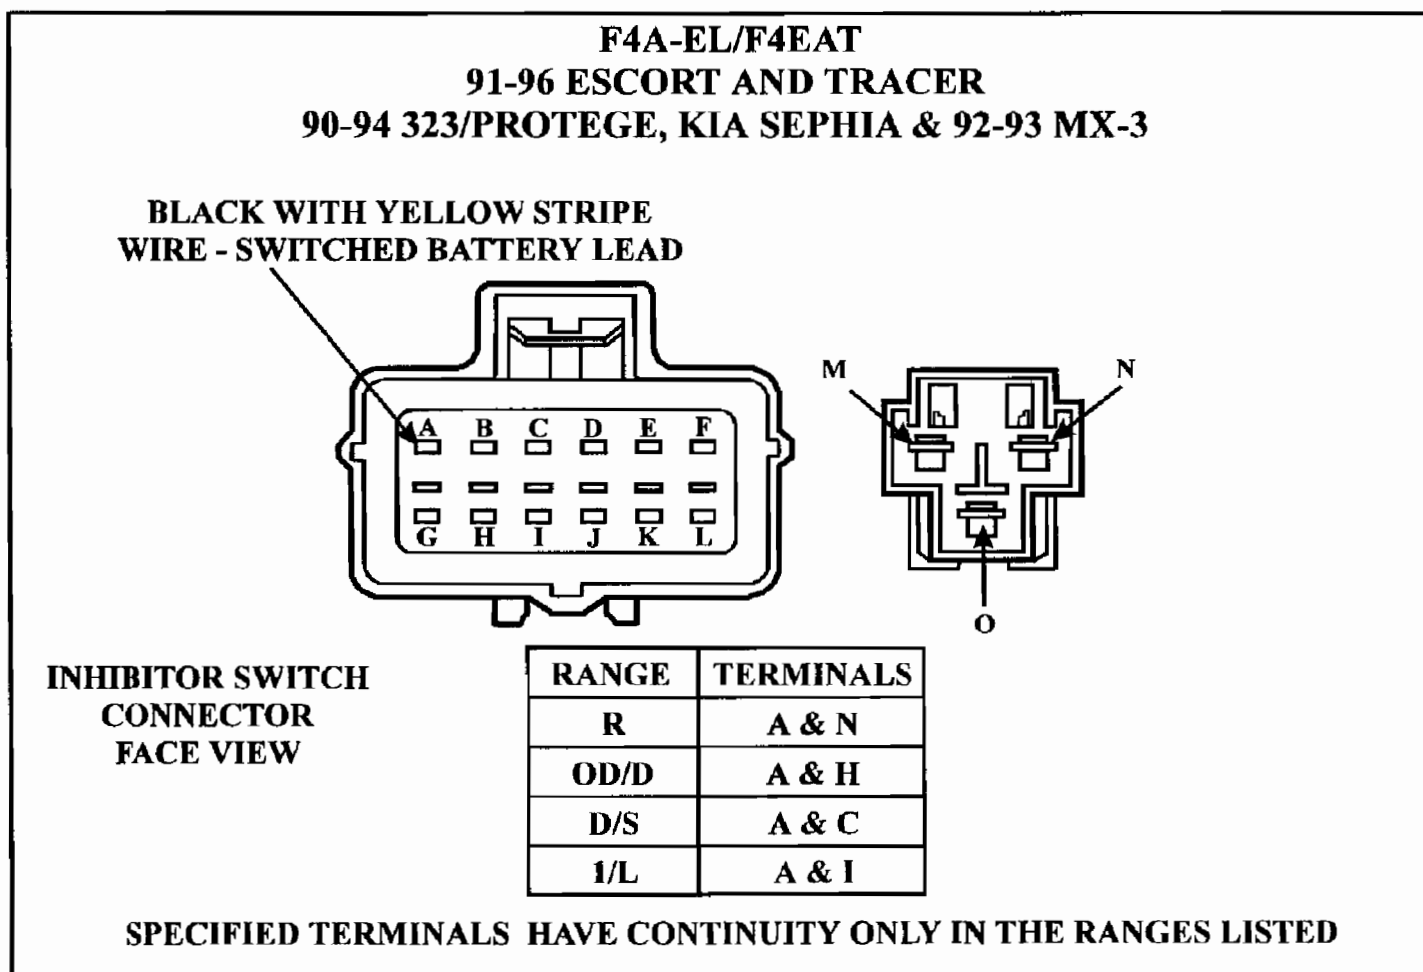 F4A-EL/F4EAT
91-96 ESCORT AND TRACER
90-94 323/PROTEGE, KIA SEPHIA & 92-93 MX-3
BLACK WITH YELLOW STRIPE
WIRE - SWITCHED BATTERY LEAD
M N
A B C D E F
G H I J K L
O
INHIBITOR SWITCH
CONNECTOR
FACE VIEW
RANGE TERMINALS
R A & N
OD/D A & H
D/S A & C
1/L A & I
SPECIFIED TERMINALS HAVE CONTINUITY ONLY IN THE RANGES LISTED